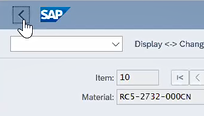 SAP
Display <-> Chang
Item: 10
Material: RC5-2732-000CN